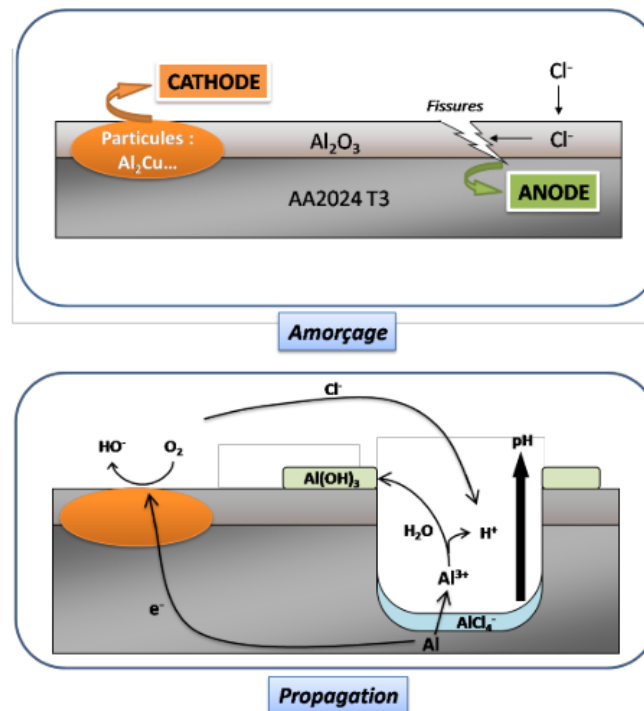 CATHODE
Cl⁻
Fissures
Particules :
Al₂Cu...
Al₂O₃
Cl⁻
AA2024 T3
ANODE
Amorçage
Cl⁻
pH
HO⁻
O₂
Al(OH)₃
H₂O
H⁺
Al³⁺
e⁻
AlCl₄⁻
Al
Propagation